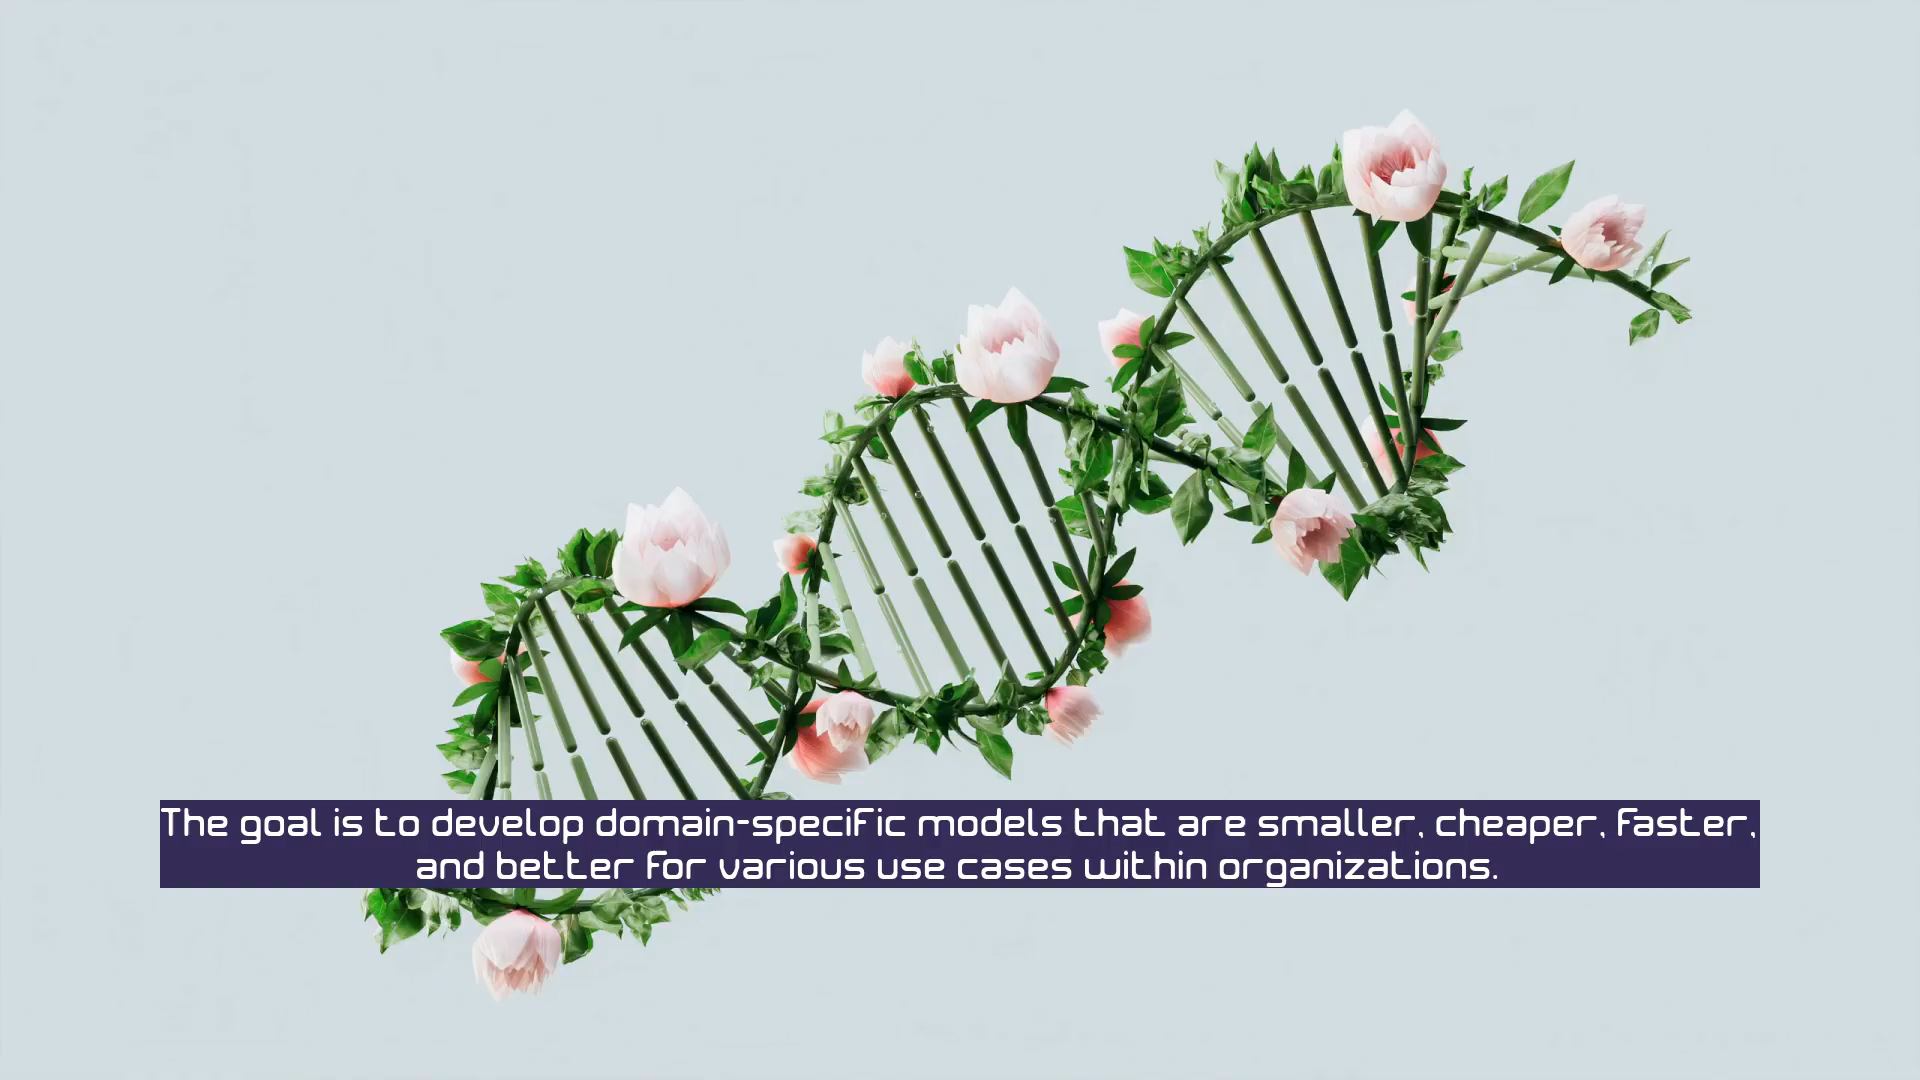 The goal is to develop domain-specific models that are smaller, cheaper, faster,
and better for various use cases within organizations.